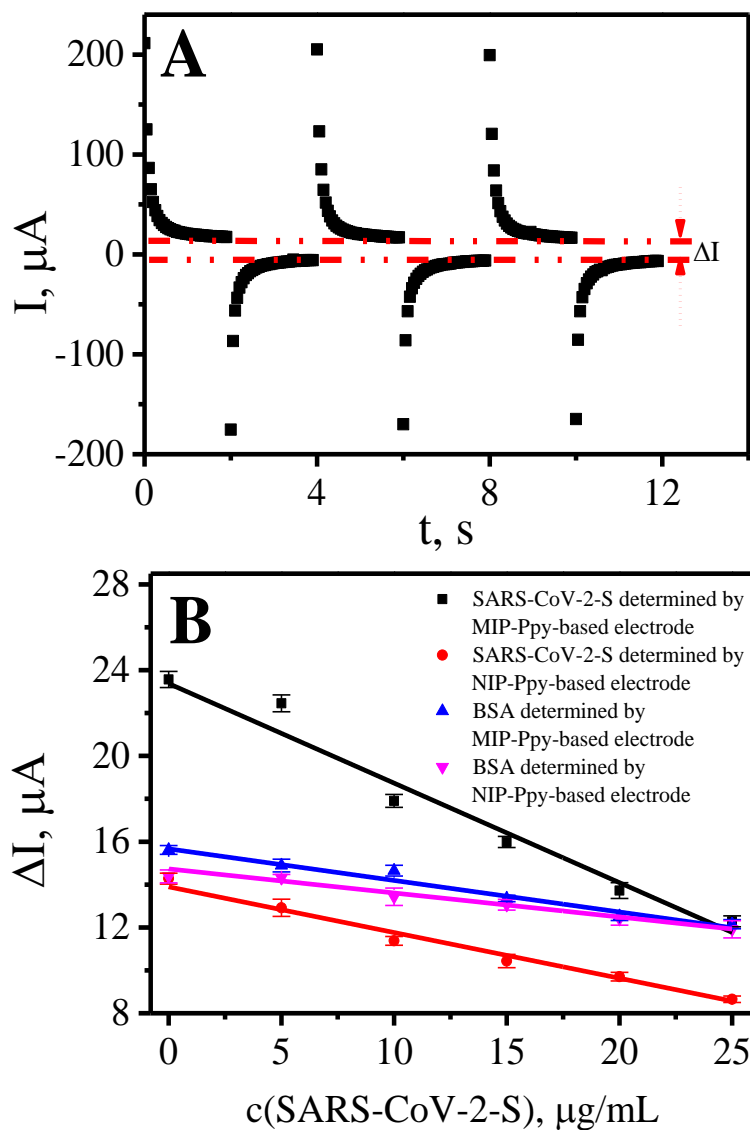 A
200
100
0
-100
-200
I, μA
ΔI
0
4
8
12
t, s
B
28
24
20
16
12
8
ΔI, μA
SARS-CoV-2-S determined by
MIP-Ppy-based electrode
SARS-CoV-2-S determined by
NIP-Ppy-based electrode
BSA determined by
MIP-Ppy-based electrode
BSA determined by
NIP-Ppy-based electrode
0
5
10
15
20
25
c(SARS-CoV-2-S), μg/mL